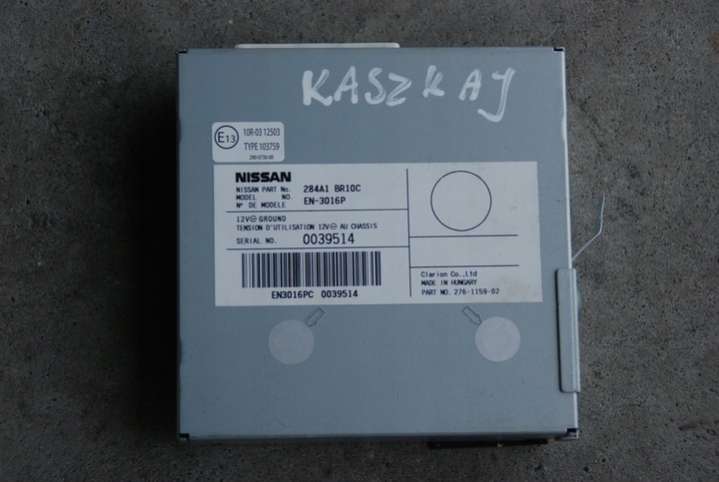 KASZKAJ
E13
10R-03 12503
TYPE 103759
NISSAN
NISSAN PART No. 284A1 BR10C
MODEL NO. EN-3016P
Nº DE MODELE
12V⊖ GROUND
TENSION D'UTILISATION 12V⊖ AU CHASSIS
SERIAL NO. 0039514
EN3016PC 0039514
Clarion Co.,Ltd
MADE IN HUNGARY
PART NO. 276-1159-02